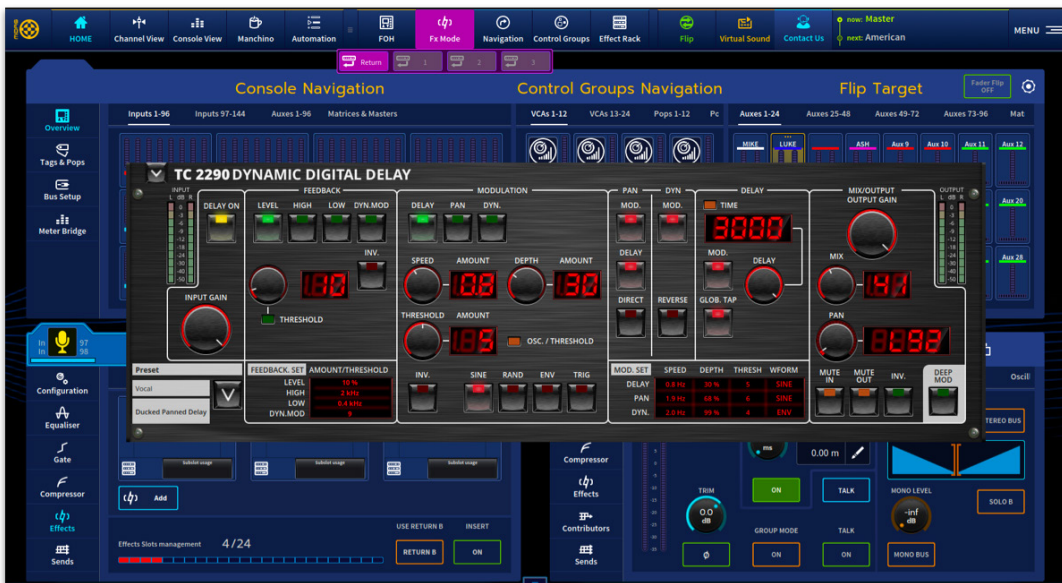 HOME
Channel View
Console View
Manchino
Automation
FOH
Fx Mode
Navigation
Control Groups
Effect Rack
Flip
Virtual Sound
Contact Us
now: Master
next: American
MENU
Return
1
2
3
Console Navigation
Control Groups Navigation
Flip Target
Fader Flip
OFF
Overview
Tags & Pops
Bus Setup
Meter Bridge
Inputs 1-96
Inputs 97-144
Auxes 1-96
Matrices & Masters
VCAs 1-12
VCAs 13-24
Pops 1-12
Auxes 1-24
Auxes 25-48
Auxes 49-72
Auxes 73-96
Mat
MIKE
LUKE
ASH
Aux 9
Aux 10
Aux 11
Aux 12
Aux 20
Aux 28
TC 2290 DYNAMIC DIGITAL DELAY
INPUT
L dB R
DELAY ON
FEEDBACK
LEVEL
HIGH
LOW
DYN.MOD
INV.
10
THRESHOLD
INPUT GAIN
MODULATION
DELAY
PAN
DYN.
SPEED
AMOUNT
0.8
DEPTH
AMOUNT
30
THRESHOLD
AMOUNT
5
OSC. / THRESHOLD
INV.
SINE
RAND
ENV
TRIG
PAN
DYN
MOD.
MOD.
DELAY
DIRECT
REVERSE
DELAY
TIME
3000
MOD.
DELAY
GLOB. TAP
MIX/OUTPUT
OUTPUT GAIN
OUTPUT
L dB R
MIX
41
PAN
L92
MUTE
IN
MUTE
OUT
INV.
DEEP
MOD
Preset
Vocal
Ducked Panned Delay
FEEDBACK. SET AMOUNT/THRESHOLD
LEVEL 10 %
HIGH 2 kHz
LOW 0.4 kHz
DYN.MOD 9
MOD. SET SPEED DEPTH THRESH WFORM
DELAY 0.8 Hz 30 % 5 SINE
PAN 1.9 Hz 88 % 6 SINE
DYN. 2.0 Hz 99 % 4 ENV
In 97
In 98
Configuration
Equaliser
Gate
Compressor
Effects
Sends
Add
Effects Slots management 4/24
USE RETURN B
INSERT
RETURN B
ON
Compressor
Effects
Contributors
Sends
TRIM
0.0
dB
ms
0.00 m
ON
TALK
GROUP MODE
TALK
ON
ON
Oscill
TEREO BUS
MONO LEVEL
-inf
dB
SOLO B
MONO BUS